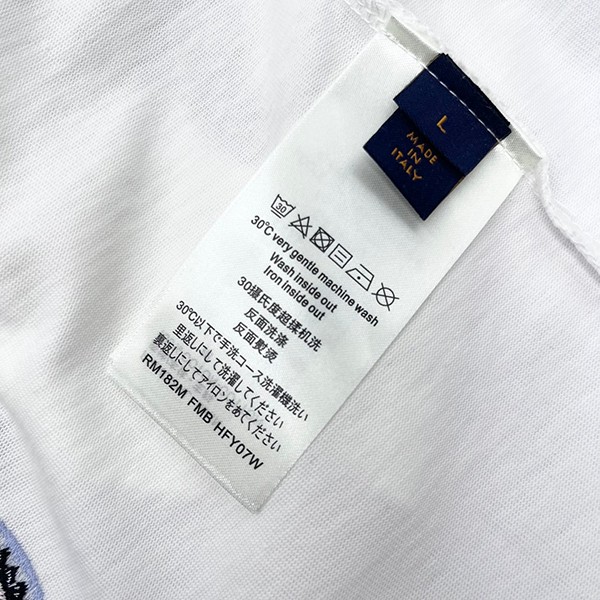 L
MADE
IN
ITALY
30
30℃ very gentle machine wash
Wash inside out
Iron inside out
30攝氏度超揉机洗
反面洗涤
反面熨烫
30℃以下で手洗コース洗濯機洗い
里返しにして洗濯してください
裏返しにしてアイロンをあてください
RM182M FMB HFY07W